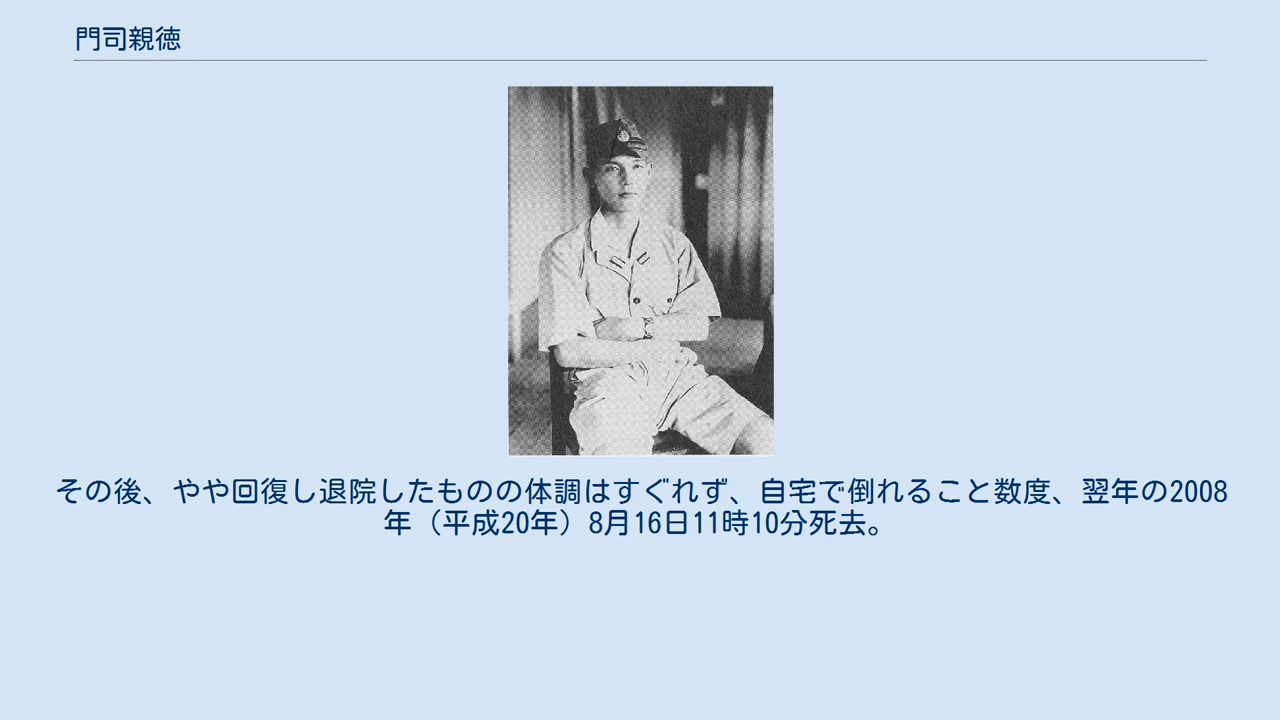 門司親徳
その後、やや回復し退院したものの体調はすぐれず、自宅で倒れること数度、翌年の2008
年（平成20年）8月16日11時10分死去。